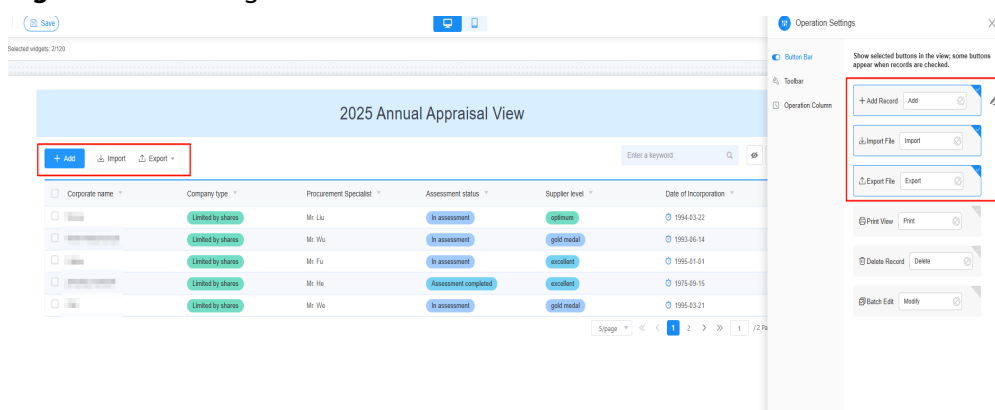 Save
Operation Settings
Selected widgets: 2/120
Button Bar
Show selected buttons in the view; some buttons
appear when records are checked.
Toolbar
Operation Column
Add Record Add
Import File Import
Export File Export
Print View Print
Delete Record Delete
Batch Edit Modify
2025 Annual Appraisal View
+ Add Import Export
Enter a keyword
Corporate name Company type Procurement Specialist Assessment status Supplier level Date of Incorporation
Limited by shares Mr. Liu In assessment optimum 1994-03-22
Limited by shares Mr. Wu In assessment gold medal 1993-06-14
Limited by shares Mr. Fu In assessment excellent 1995-01-01
Limited by shares Mr. He Assessment completed excellent 1975-09-15
Limited by shares Mr. We In assessment gold medal 1995-03-21
5/page 1 2 1 /2 Pa